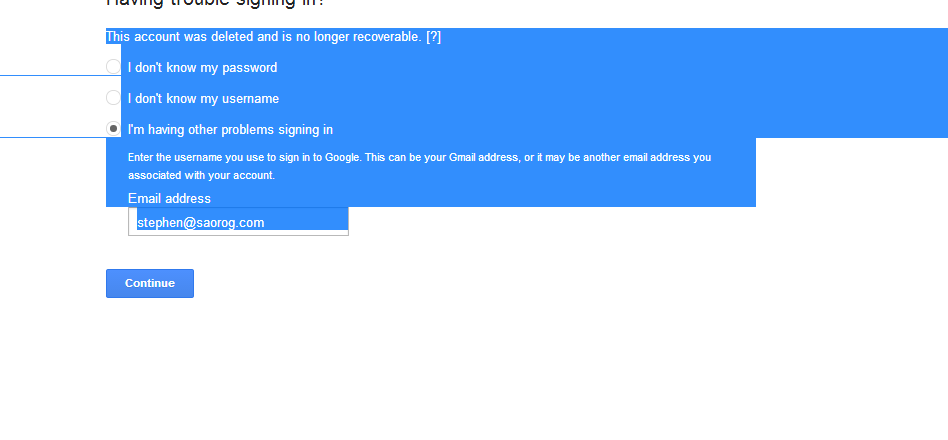 Having trouble signing in?
This account was deleted and is no longer recoverable. [?]
I don't know my password
I don't know my username
I'm having other problems signing in
Enter the username you use to sign in to Google. This can be your Gmail address, or it may be another email address you
associated with your account.
Email address
stephen@saorog.com
Continue